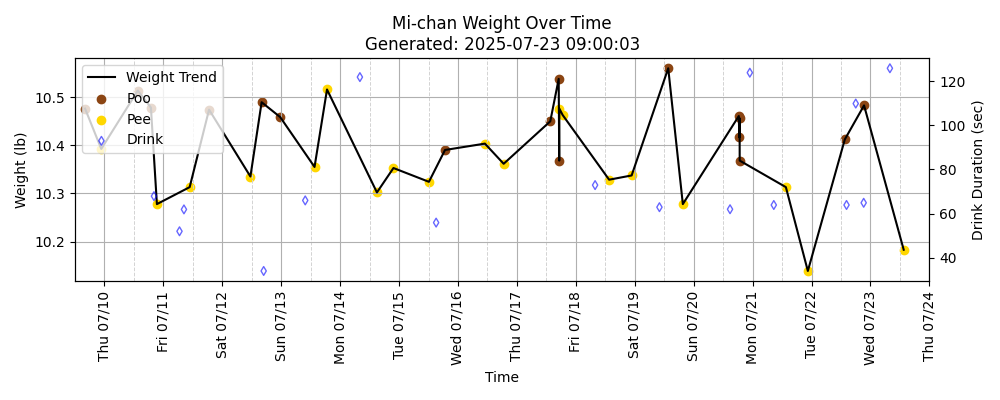 Mi-chan Weight Over Time
Generated: 2025-07-23 09:00:03
Weight Trend
Poo
Pee
Drink
Weight (lb)
10.5
10.4
10.3
10.2
Drink Duration (sec)
120
100
80
60
40
Thu 07/10
Fri 07/11
Sat 07/12
Sun 07/13
Mon 07/14
Tue 07/15
Wed 07/16
Thu 07/17
Fri 07/18
Sat 07/19
Sun 07/20
Mon 07/21
Tue 07/22
Wed 07/23
Thu 07/24
Time